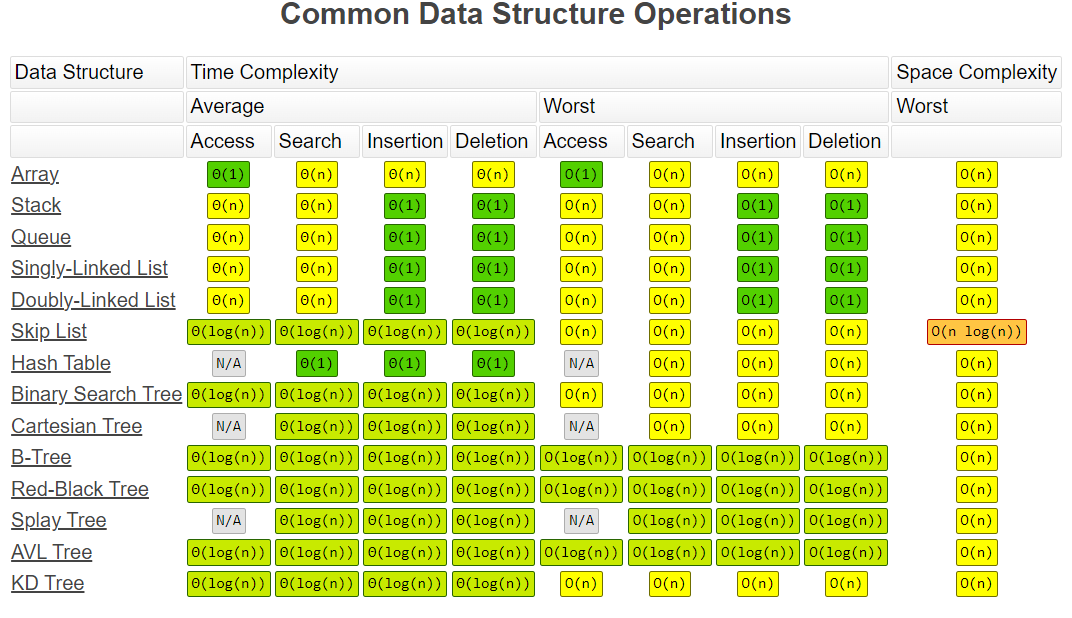 Common Data Structure Operations
Data Structure Time Complexity Space Complexity
Average Worst Worst
Access Search Insertion Deletion Access Search Insertion Deletion
Array Θ(1) Θ(n) Θ(n) Θ(n) O(1) O(n) O(n) O(n) O(n)
Stack Θ(n) Θ(n) Θ(1) Θ(1) O(n) O(n) O(1) O(1) O(n)
Queue Θ(n) Θ(n) Θ(1) Θ(1) O(n) O(n) O(1) O(1) O(n)
Singly-Linked List Θ(n) Θ(n) Θ(1) Θ(1) O(n) O(n) O(1) O(1) O(n)
Doubly-Linked List Θ(n) Θ(n) Θ(1) Θ(1) O(n) O(n) O(1) O(1) O(n)
Skip List Θ(log(n)) Θ(log(n)) Θ(log(n)) Θ(log(n)) O(n) O(n) O(n) O(n) O(n log(n))
Hash Table N/A Θ(1) Θ(1) Θ(1) N/A O(n) O(n) O(n) O(n)
Binary Search Tree Θ(log(n)) Θ(log(n)) Θ(log(n)) Θ(log(n)) O(n) O(n) O(n) O(n) O(n)
Cartesian Tree N/A Θ(log(n)) Θ(log(n)) Θ(log(n)) N/A O(n) O(n) O(n) O(n)
B-Tree Θ(log(n)) Θ(log(n)) Θ(log(n)) Θ(log(n)) O(log(n)) O(log(n)) O(log(n)) O(log(n)) O(n)
Red-Black Tree Θ(log(n)) Θ(log(n)) Θ(log(n)) Θ(log(n)) O(log(n)) O(log(n)) O(log(n)) O(log(n)) O(n)
Splay Tree N/A Θ(log(n)) Θ(log(n)) Θ(log(n)) N/A O(log(n)) O(log(n)) O(log(n)) O(n)
AVL Tree Θ(log(n)) Θ(log(n)) Θ(log(n)) Θ(log(n)) O(log(n)) O(log(n)) O(log(n)) O(log(n)) O(n)
KD Tree Θ(log(n)) Θ(log(n)) Θ(log(n)) Θ(log(n)) O(n) O(n) O(n) O(n) O(n)